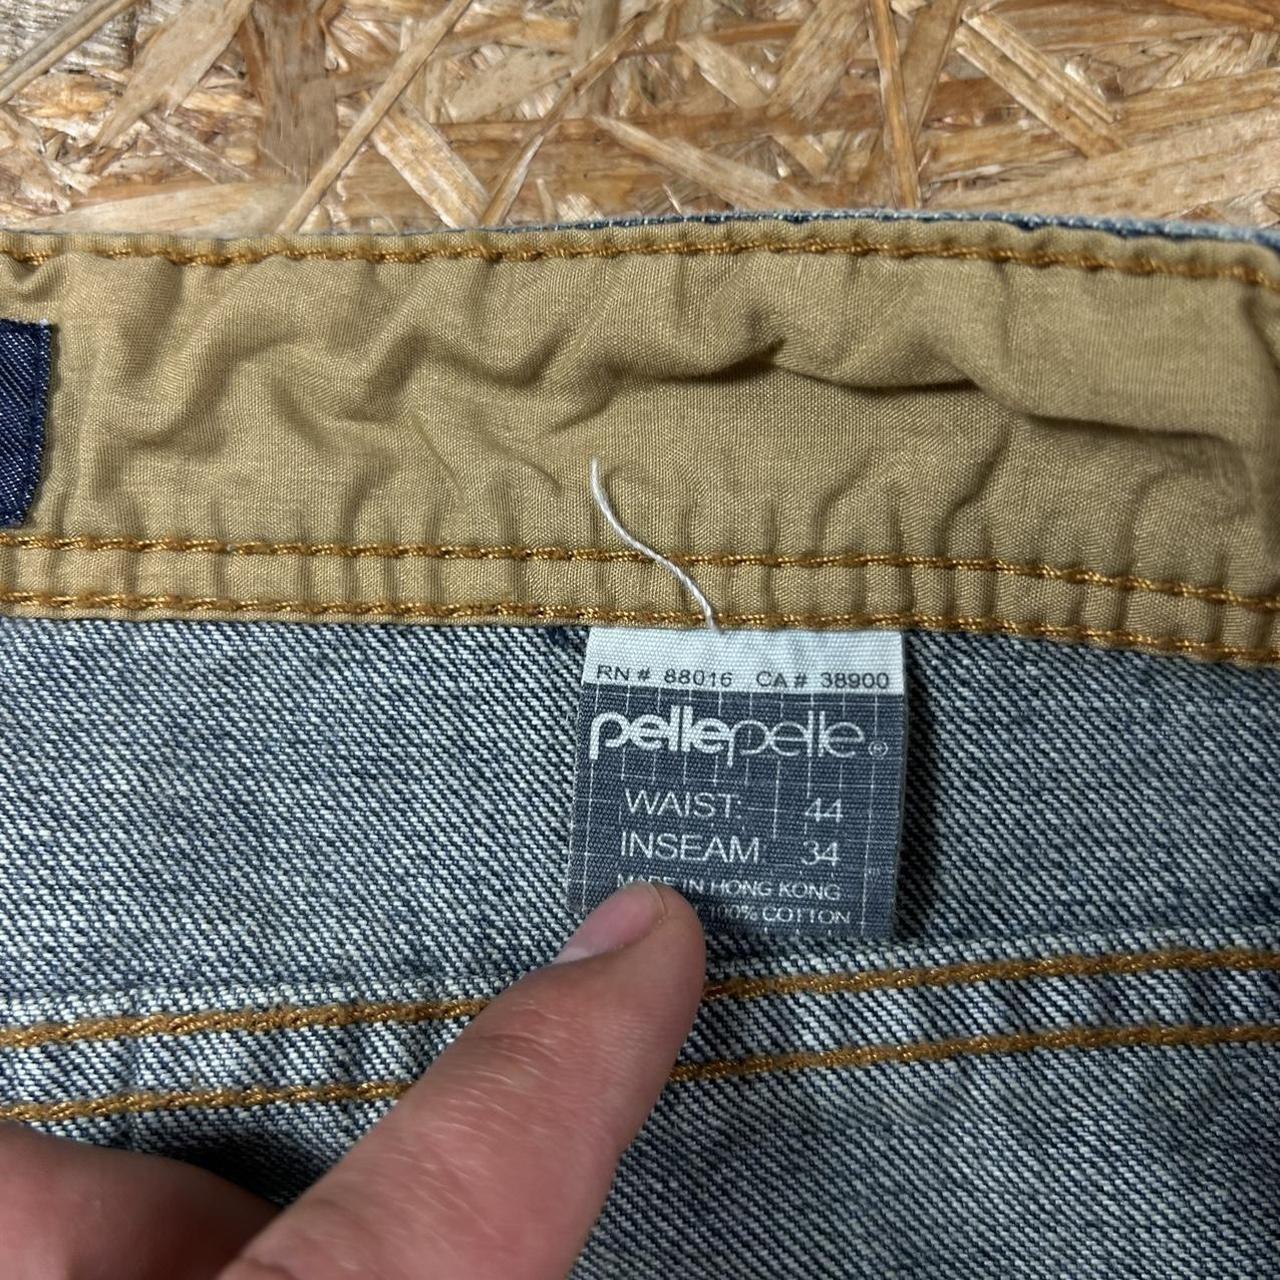 RN # 88016 CA # 38900
pellepelle®
WAIST: 44
INSEAM 34
MADE IN HONG KONG
100% COTTON